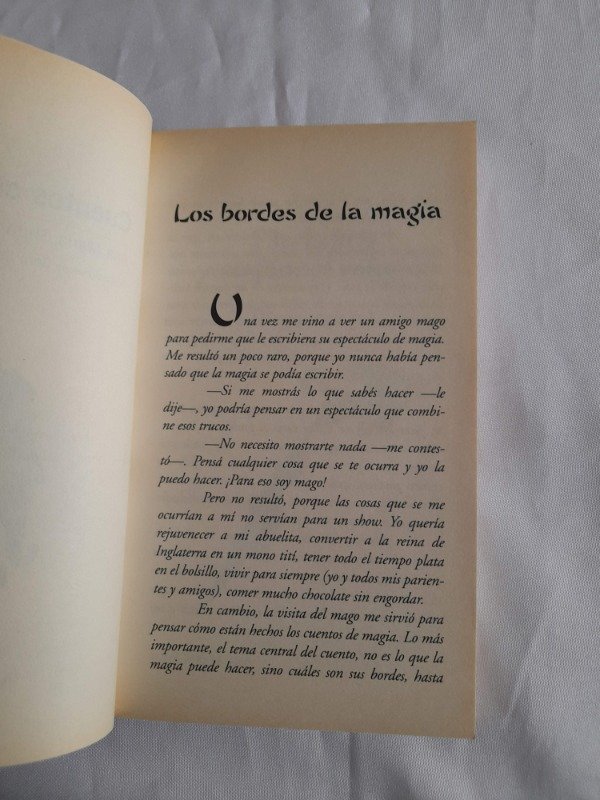 Los bordes de la magia
Una vez me vino a ver un amigo mago
para pedirme que le escribiera su espectáculo de magia.
Me resultó un poco raro, porque yo nunca había pen-
sado que la magia se podía escribir.
—Si me mostrás lo que sabés hacer —le
dije—, yo podría pensar en un espectáculo que combine
ine esos trucos.
—No necesito mostrarte nada —me contes-
tó—. Pensá cualquier cosa que se te ocurra y yo la
puedo hacer. ¡Para eso soy mago!
Pero no resultó, porque las cosas que se me
ocurrían a mí no servían para un show. Yo quería
rejuvenecer a mi abuelita, convertir a la reina de
Inglaterra en un mono tití, tener todo el tiempo plata
en el bolsillo, vivir para siempre (yo y todos mis parien-
tes y amigos), comer mucho chocolate sin engordar.
En cambio, la visita del mago me sirvió para
pensar cómo están hechos los cuentos de magia. Lo más
importante, el tema central del cuento, no es lo que la
magia puede hacer, sino cuáles son sus bordes, hasta